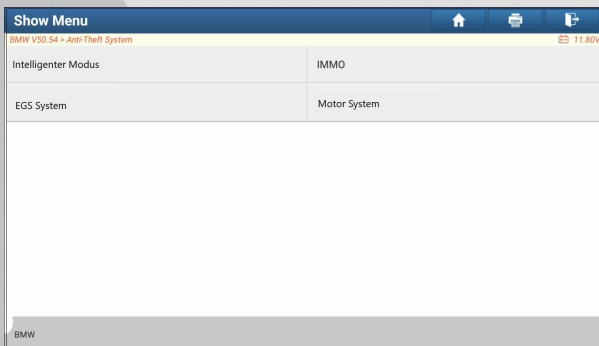 Show Menu
BMW V50.54 > Anti-Theft System 11.80V
Intelligenter Modus IMMO
EGS System Motor System
BMW